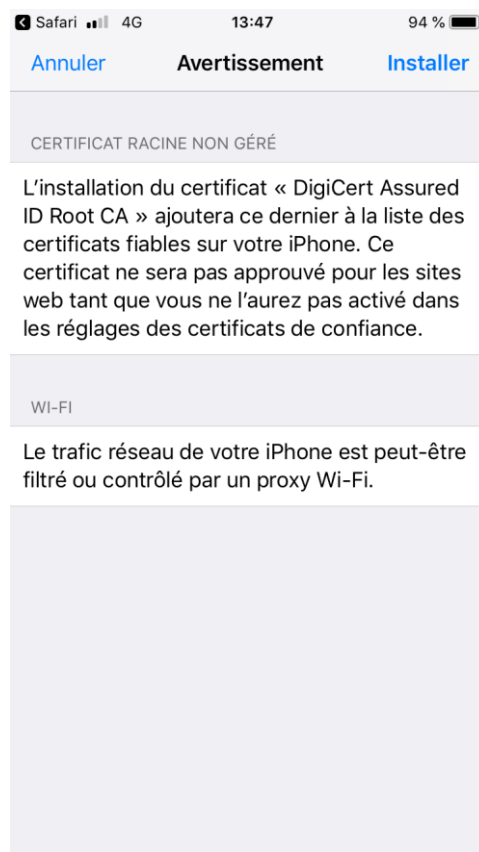 Safari 4G 13:47 94 %
Annuler Avertissement Installer
CERTIFICAT RACINE NON GÉRÉ
L’installation du certificat « DigiCert Assured
ID Root CA » ajoutera ce dernier à la liste des
certificats fiables sur votre iPhone. Ce
certificat ne sera pas approuvé pour les sites
web tant que vous ne l’aurez pas activé dans
les réglages des certificats de confiance.
WI-FI
Le trafic réseau de votre iPhone est peut-être
filtré ou contrôlé par un proxy Wi-Fi.